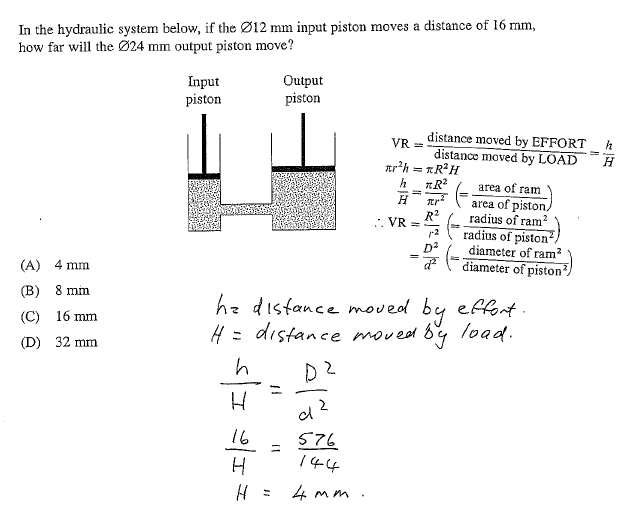 In the hydraulic system below, if the Ø12 mm input piston moves a distance of 16 mm,
how far will the Ø24 mm output piston move?
Input piston
Output piston
VR = distance moved by EFFORT / distance moved by LOAD = h / H
πr²h = πR²H
h / H = πR² / πr² (= area of ram / area of piston)
∴ VR = R² / r² (= radius of ram² / radius of piston²)
= D² / d² (= diameter of ram² / diameter of piston²)
(A) 4 mm
(B) 8 mm
(C) 16 mm
(D) 32 mm
h = distance moved by effort.
H = distance moved by load.
h / H = D² / d²
16 / H = 576 / 144
H = 4 mm.